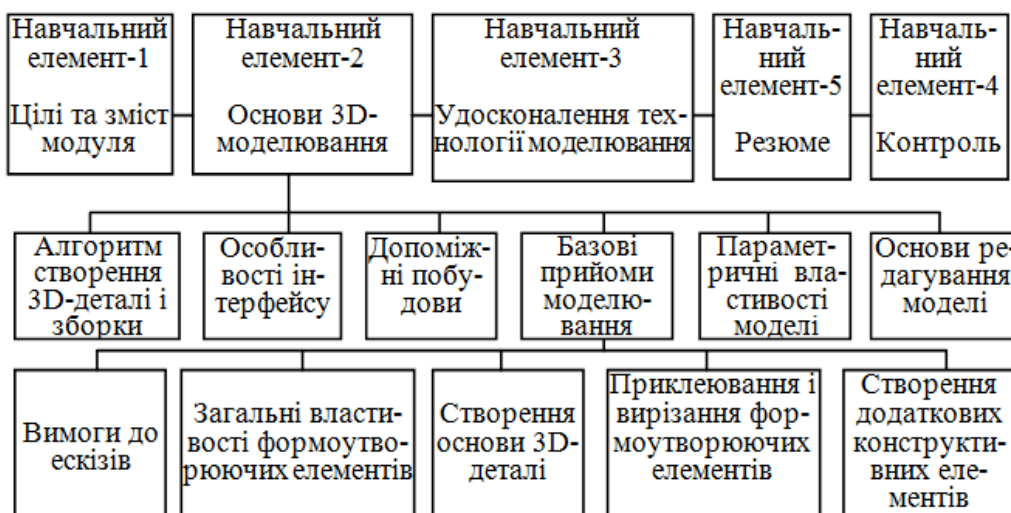 Навчальний
елемент-1
Цілі та зміст
модуля
Навчальний
елемент-2
Основи 3D-
моделювання
Навчальний
елемент-3
Удосконалення тех-
нології моделювання
Навчаль-
ний
елемент-5
Резюме
Навчаль-
ний
елемент-4
Контроль
Алгоритм
створення
3D-деталі і
зборки
Особли-
вості ін-
терфейсу
Допоміж-
ні побу-
дови
Базові
прийоми
моделю-
вання
Парамет-
ричні вла-
стивості
моделі
Основи ре-
дагування
моделі
Вимоги до
ескізів
Загальні власти-
вості формоутво-
рюючих елементів
Створення
основи 3D-
деталі
Приклеювання і
вирізання фор-
моутворюючих
елементів
Створення
додаткових
конструкти-
вних еле-
ментів